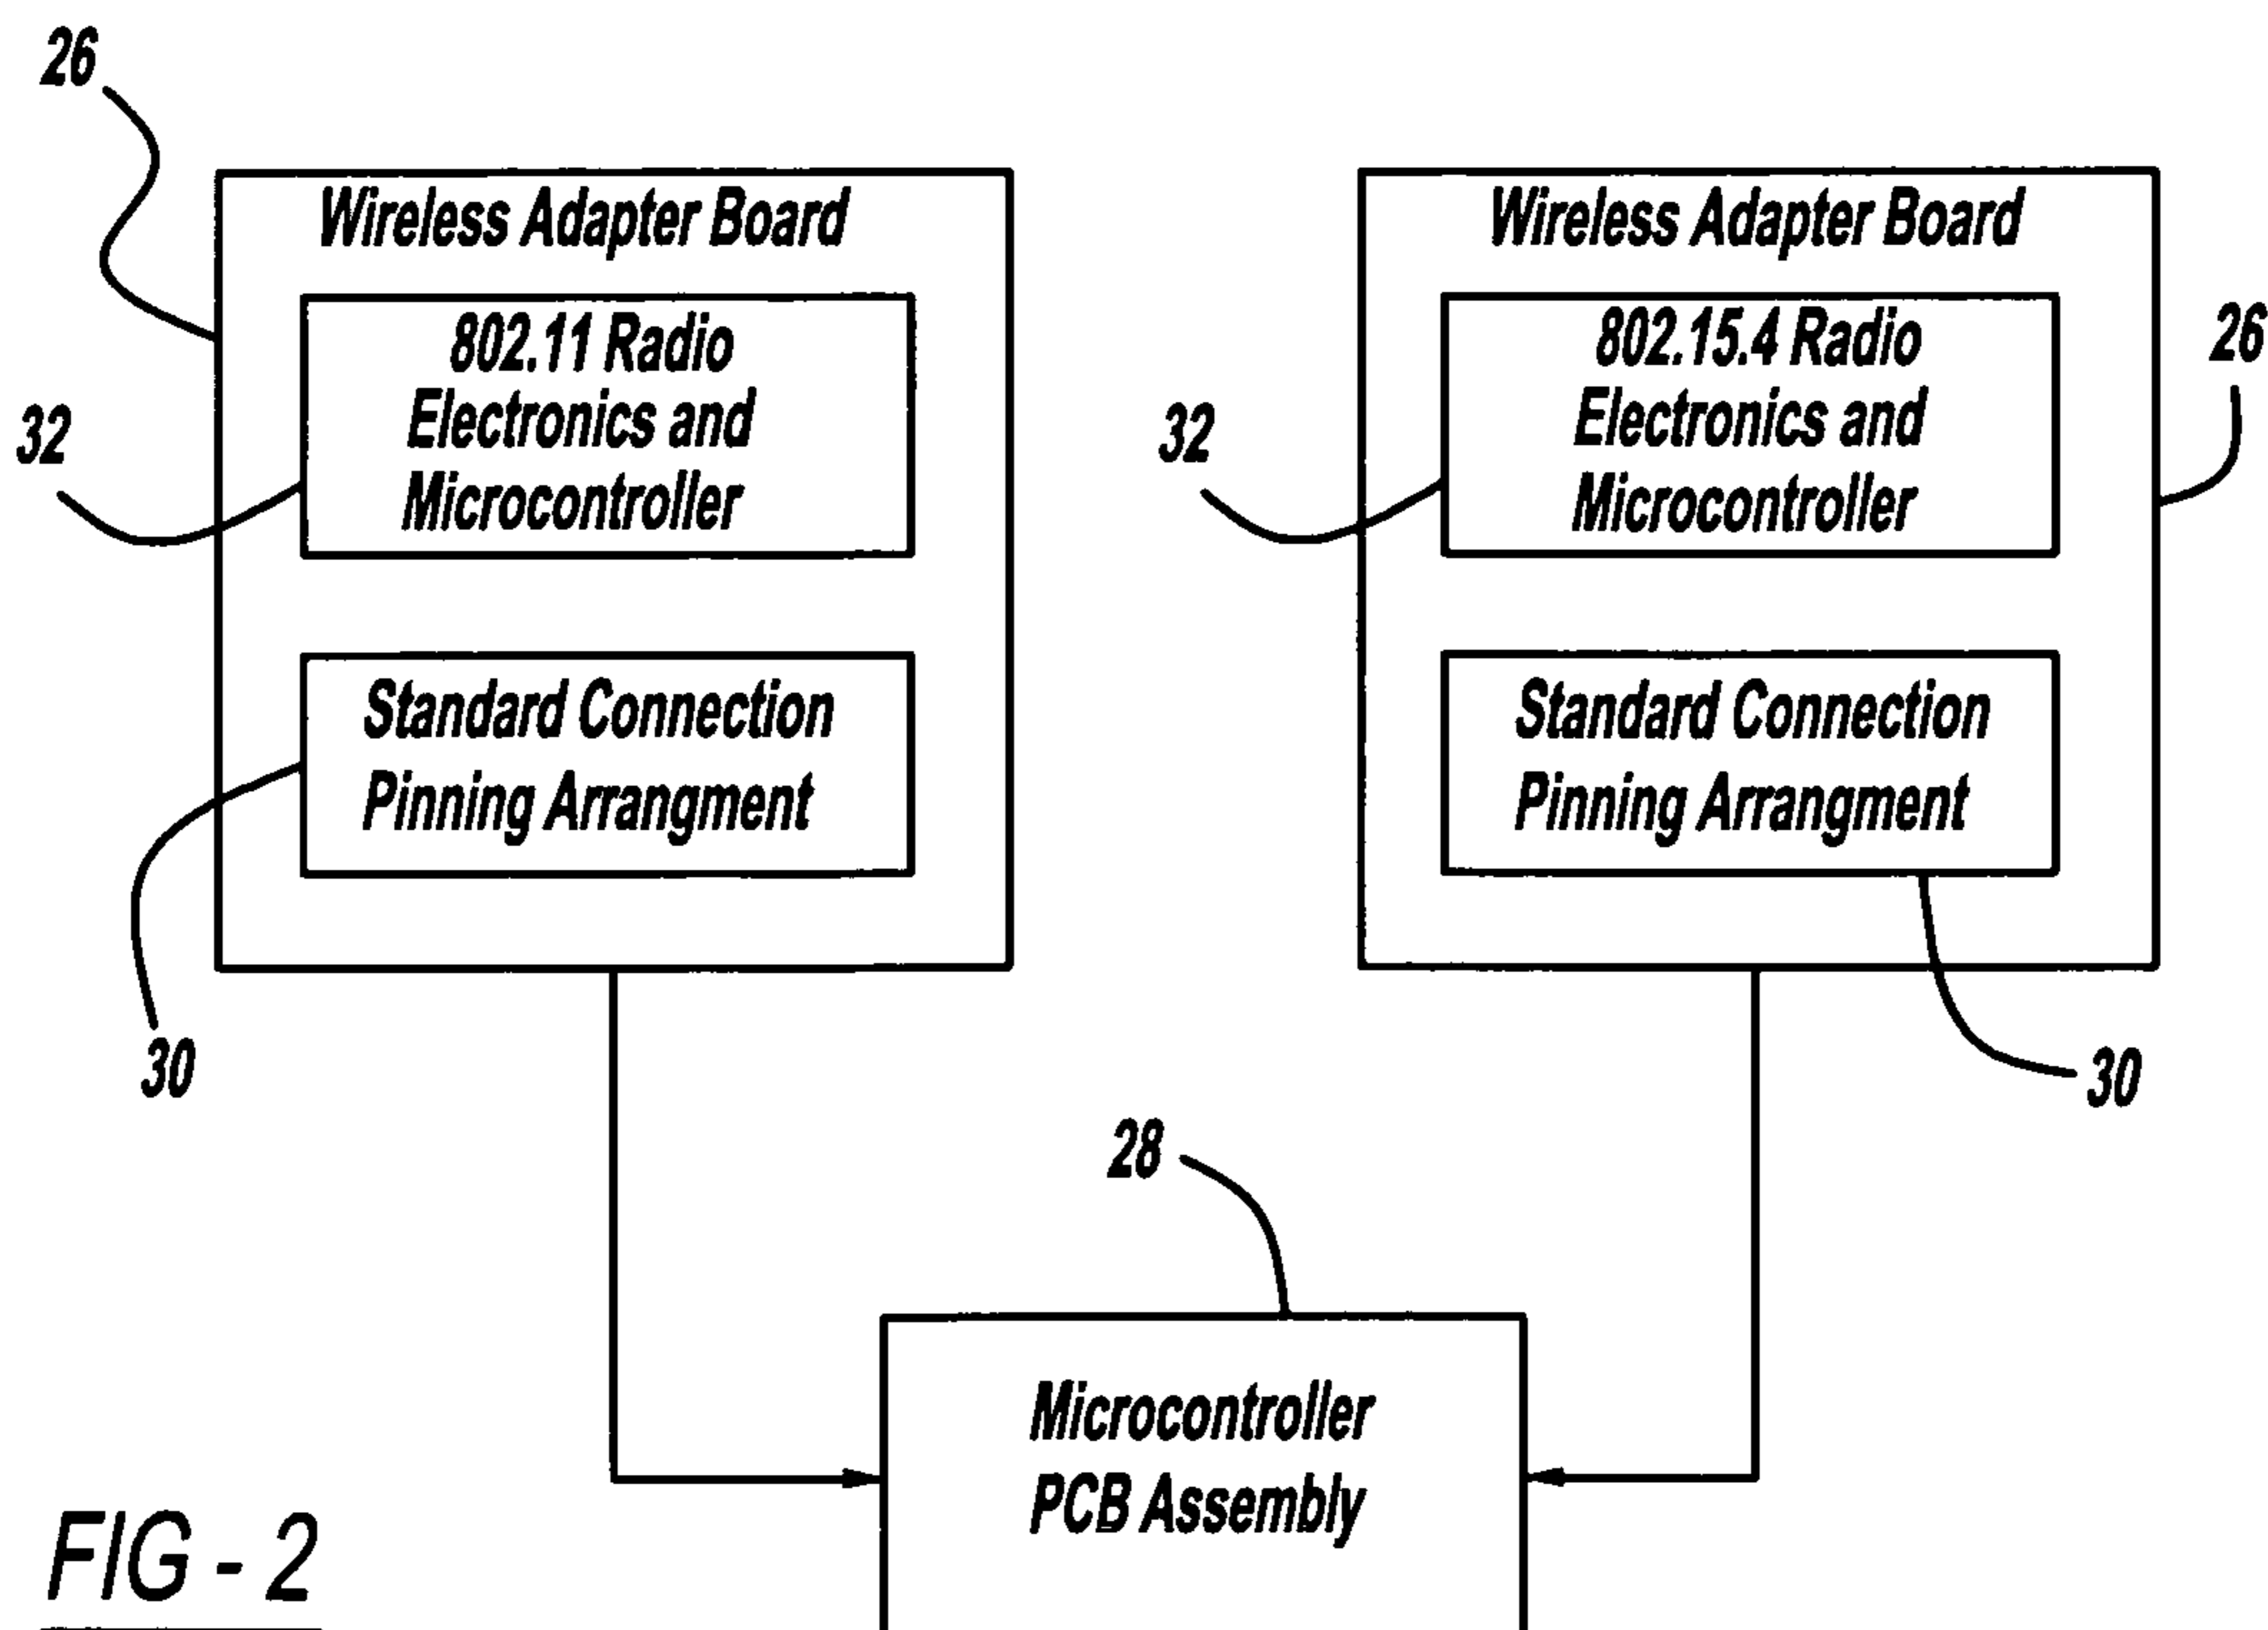 26
Wireless Adapter Board
802.11 Radio
Electronics and
Microcontroller
32
Standard Connection
Pinning Arrangment
30
Wireless Adapter Board
802.15.4 Radio
Electronics and
Microcontroller
26
32
Standard Connection
Pinning Arrangment
30
28
Microcontroller
PCB Assembly
FIG - 2